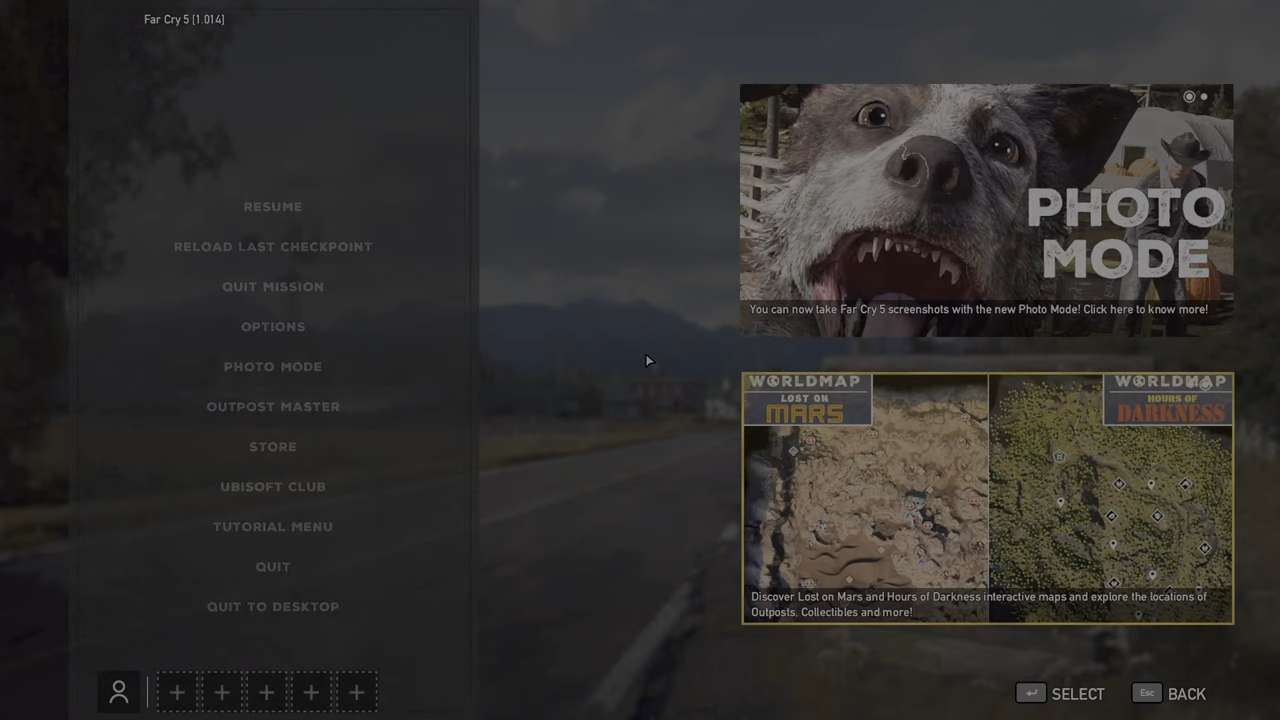 Far Cry 5 [1.014]
RESUME
RELOAD LAST CHECKPOINT
QUIT MISSION
OPTIONS
PHOTO MODE
OUTPOST MASTER
STORE
UBISOFT CLUB
TUTORIAL MENU
QUIT
QUIT TO DESKTOP
PHOTO
MODE
You can now take Far Cry 5 screenshots with the new Photo Mode! Click here to know more!
WORLDMAP
LOST ON
MARS
WORLDMAP
HOURS OF
DARKNESS
Discover Lost on Mars and Hours of Darkness interactive maps and explore the locations of
Outposts, Collectibles and more!
SELECT
Esc BACK